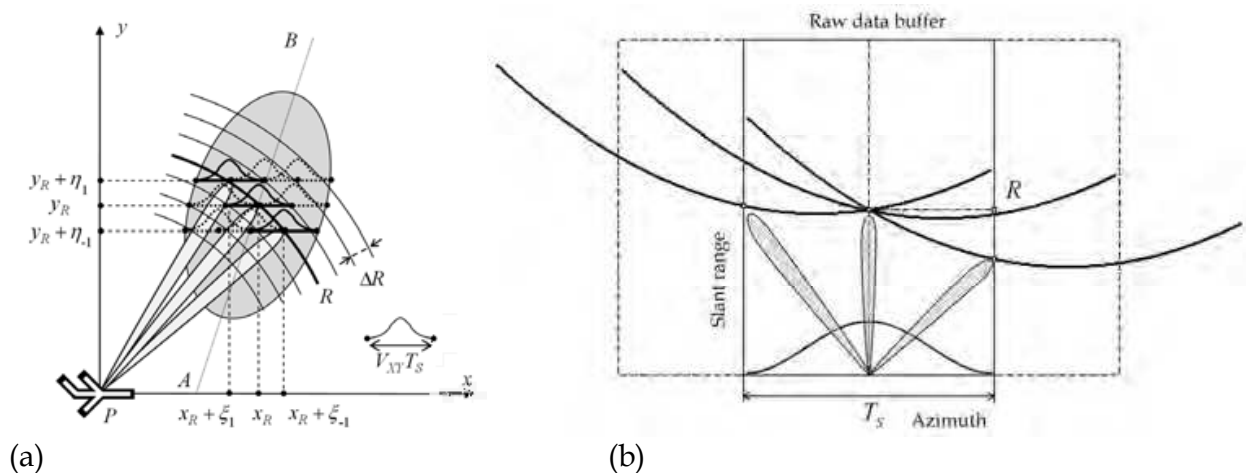 y
B
y_R + η_1
y_R
y_R + η_-1
ΔR
R
V_XY T_S
A
x
P
x_R + ξ_1
x_R
x_R + ξ_-1
(a)
Raw data buffer
R
Slant range
T_S
Azimuth
(b)